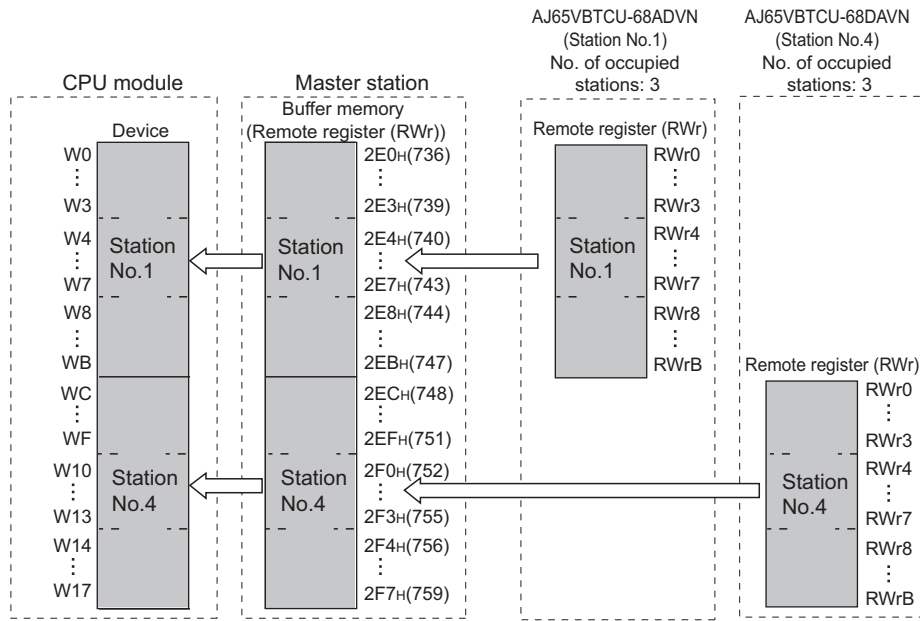 AJ65VBTCU-68ADVN
(Station No.1)
No. of occupied
stations: 3
AJ65VBTCU-68DAVN
(Station No.4)
No. of occupied
stations: 3
CPU module
Device
W0
W3
W4
W7
W8
WB
WC
WF
W10
W13
W14
W17
Station
No.1
Station
No.4
Master station
Buffer memory
(Remote register (RWr))
Station
No.1
Station
No.4
2E0H(736)
2E3H(739)
2E4H(740)
2E7H(743)
2E8H(744)
2EBH(747)
2ECH(748)
2EFH(751)
2F0H(752)
2F3H(755)
2F4H(756)
2F7H(759)
Remote register (RWr)
Station
No.1
RWr0
RWr3
RWr4
RWr7
RWr8
RWrB
Remote register (RWr)
Station
No.4
RWr0
RWr3
RWr4
RWr7
RWr8
RWrB